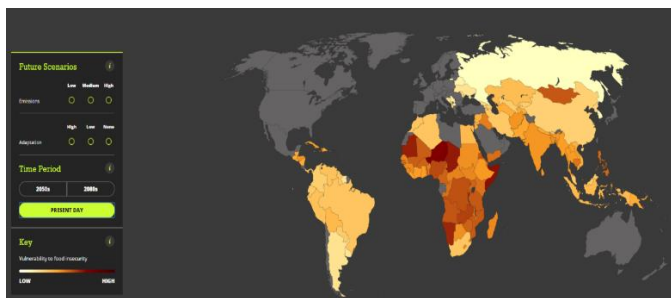 Future Scenarios i
Low Medium High
Emissions
High Low None
Adaptation
Time Period i
2050s 2080s
PRESENT DAY
Key i
Vulnerability to food insecurity
LOW HIGH